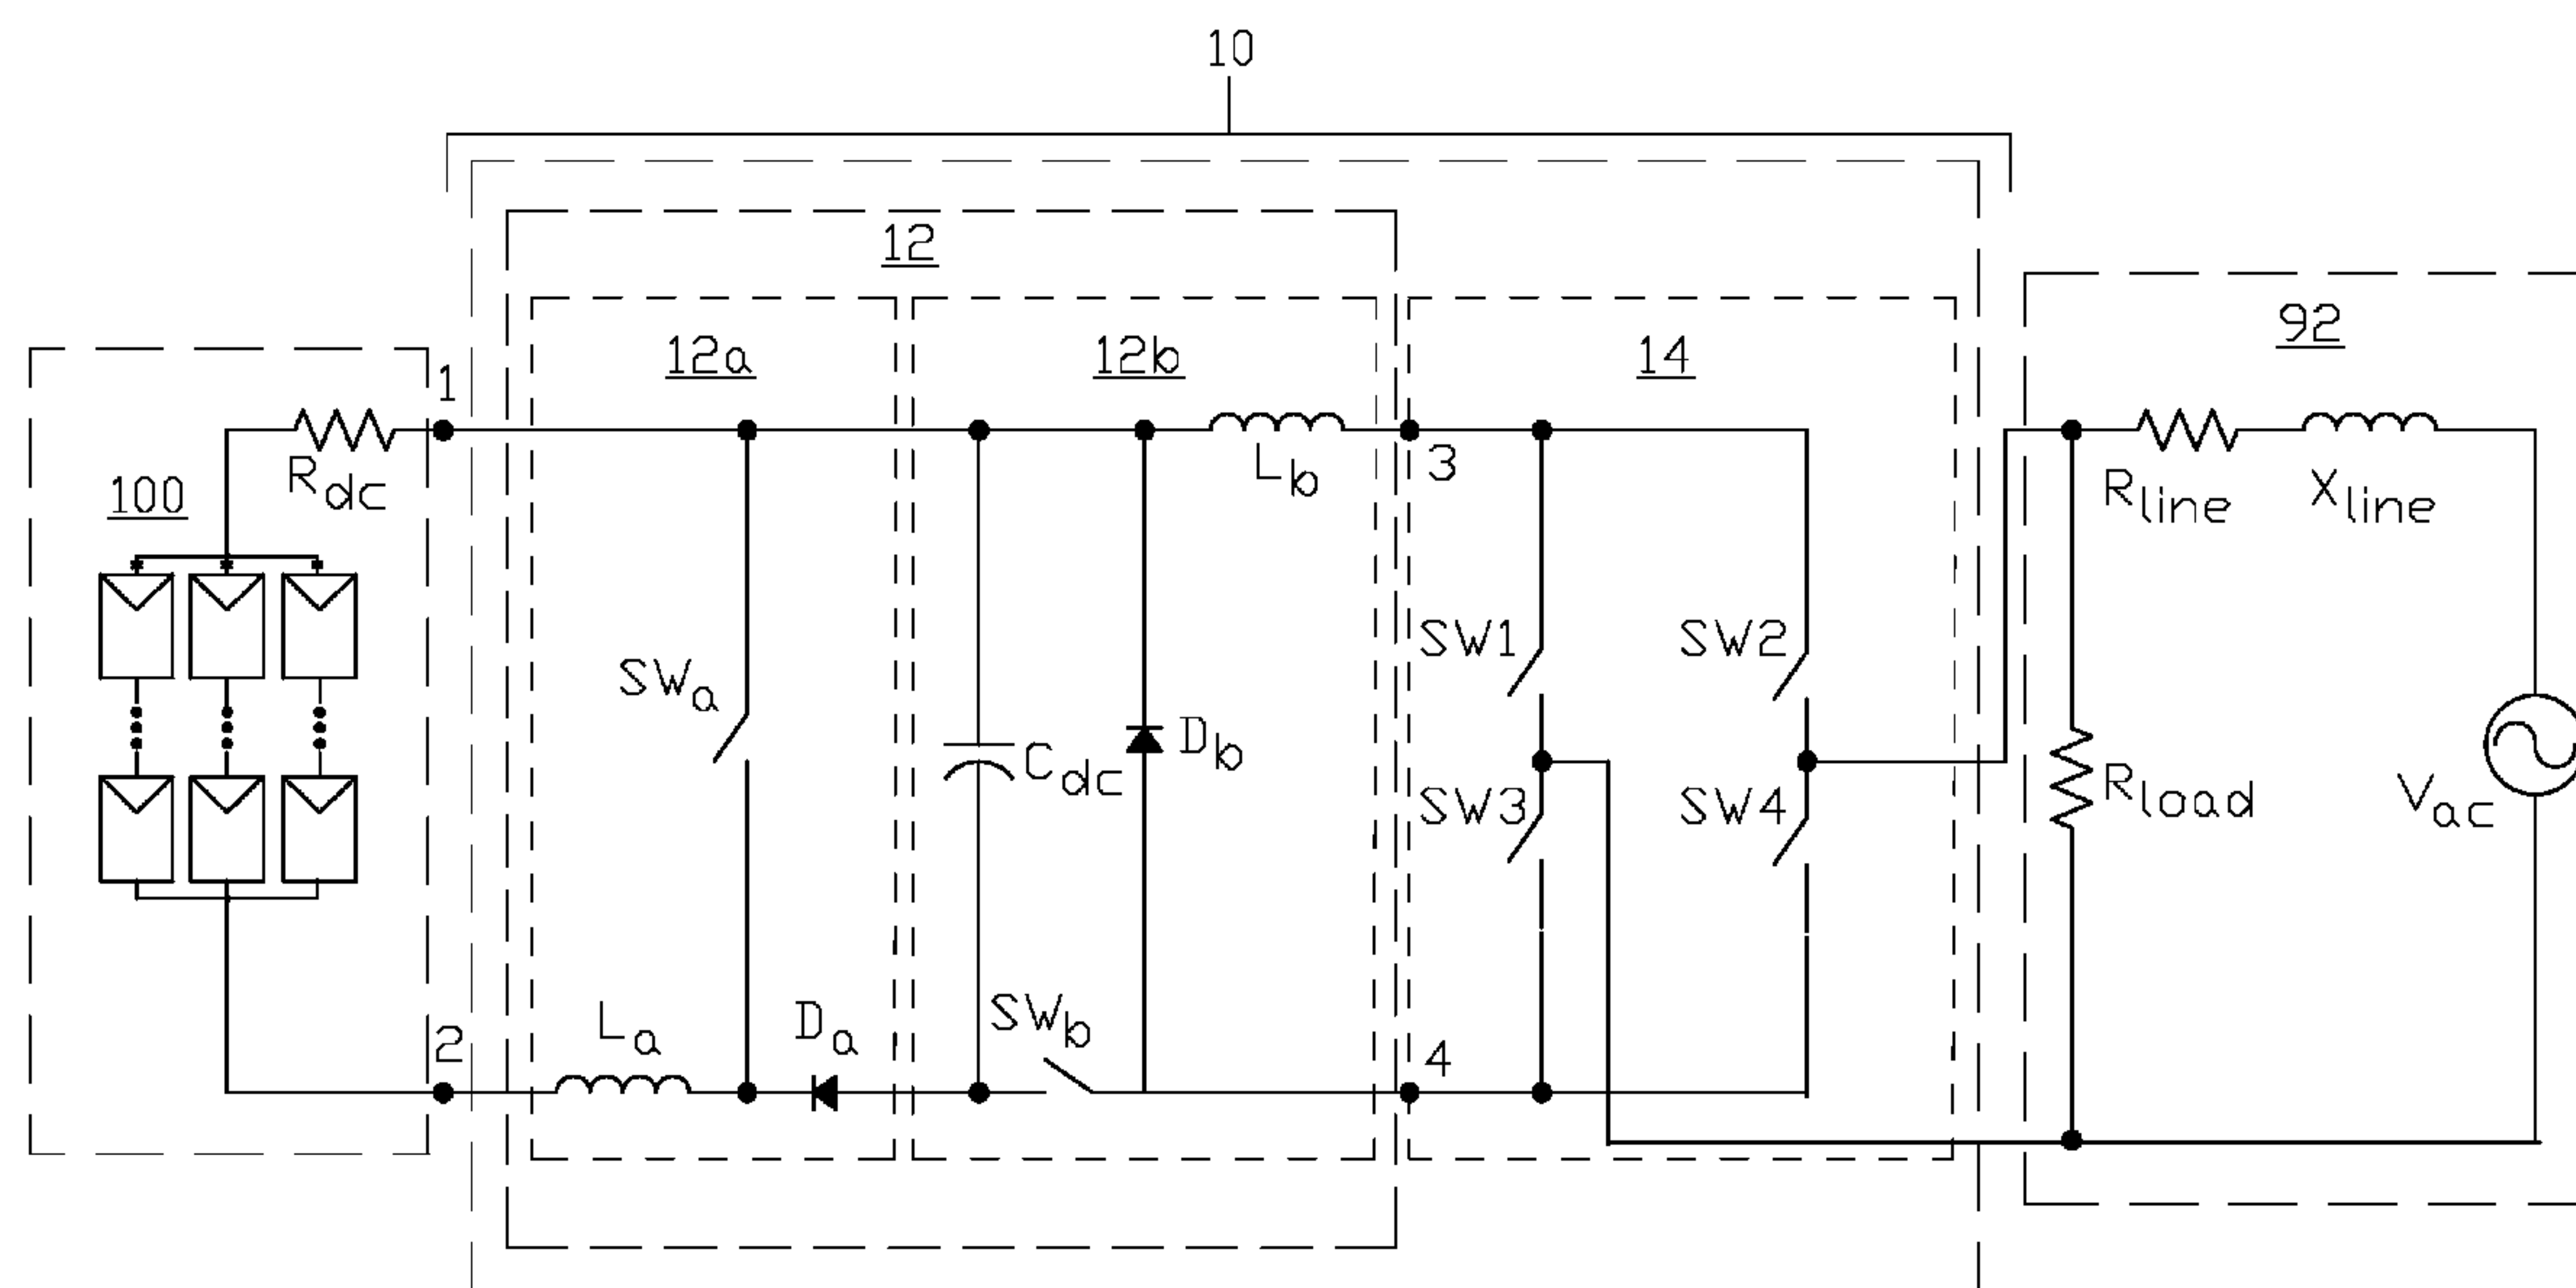 10
12
12a
12b
14
92
1
3
Rdc
Lb
Rline
Xline
100
SWa
SW1
SW2
Db
Cdc
SW3
SW4
Rload
Vac
2
La
Da
SWb
4